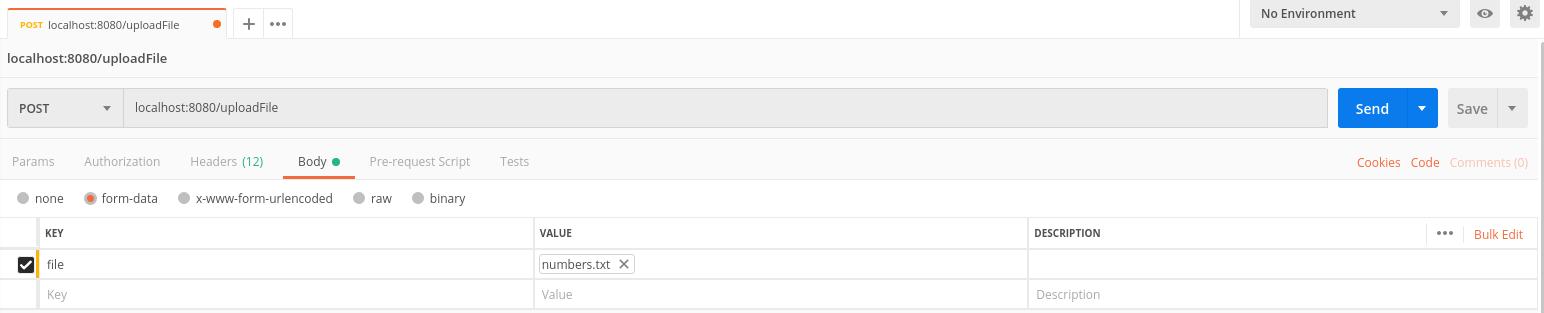 POST localhost:8080/uploadFile No Environment
localhost:8080/uploadFile
POST localhost:8080/uploadFile Send Save
Params Authorization Headers (12) Body Pre-request Script Tests Cookies Code Comments (0)
none form-data x-www-form-urlencoded raw binary
KEY VALUE DESCRIPTION Bulk Edit
file numbers.txt
Key Value Description